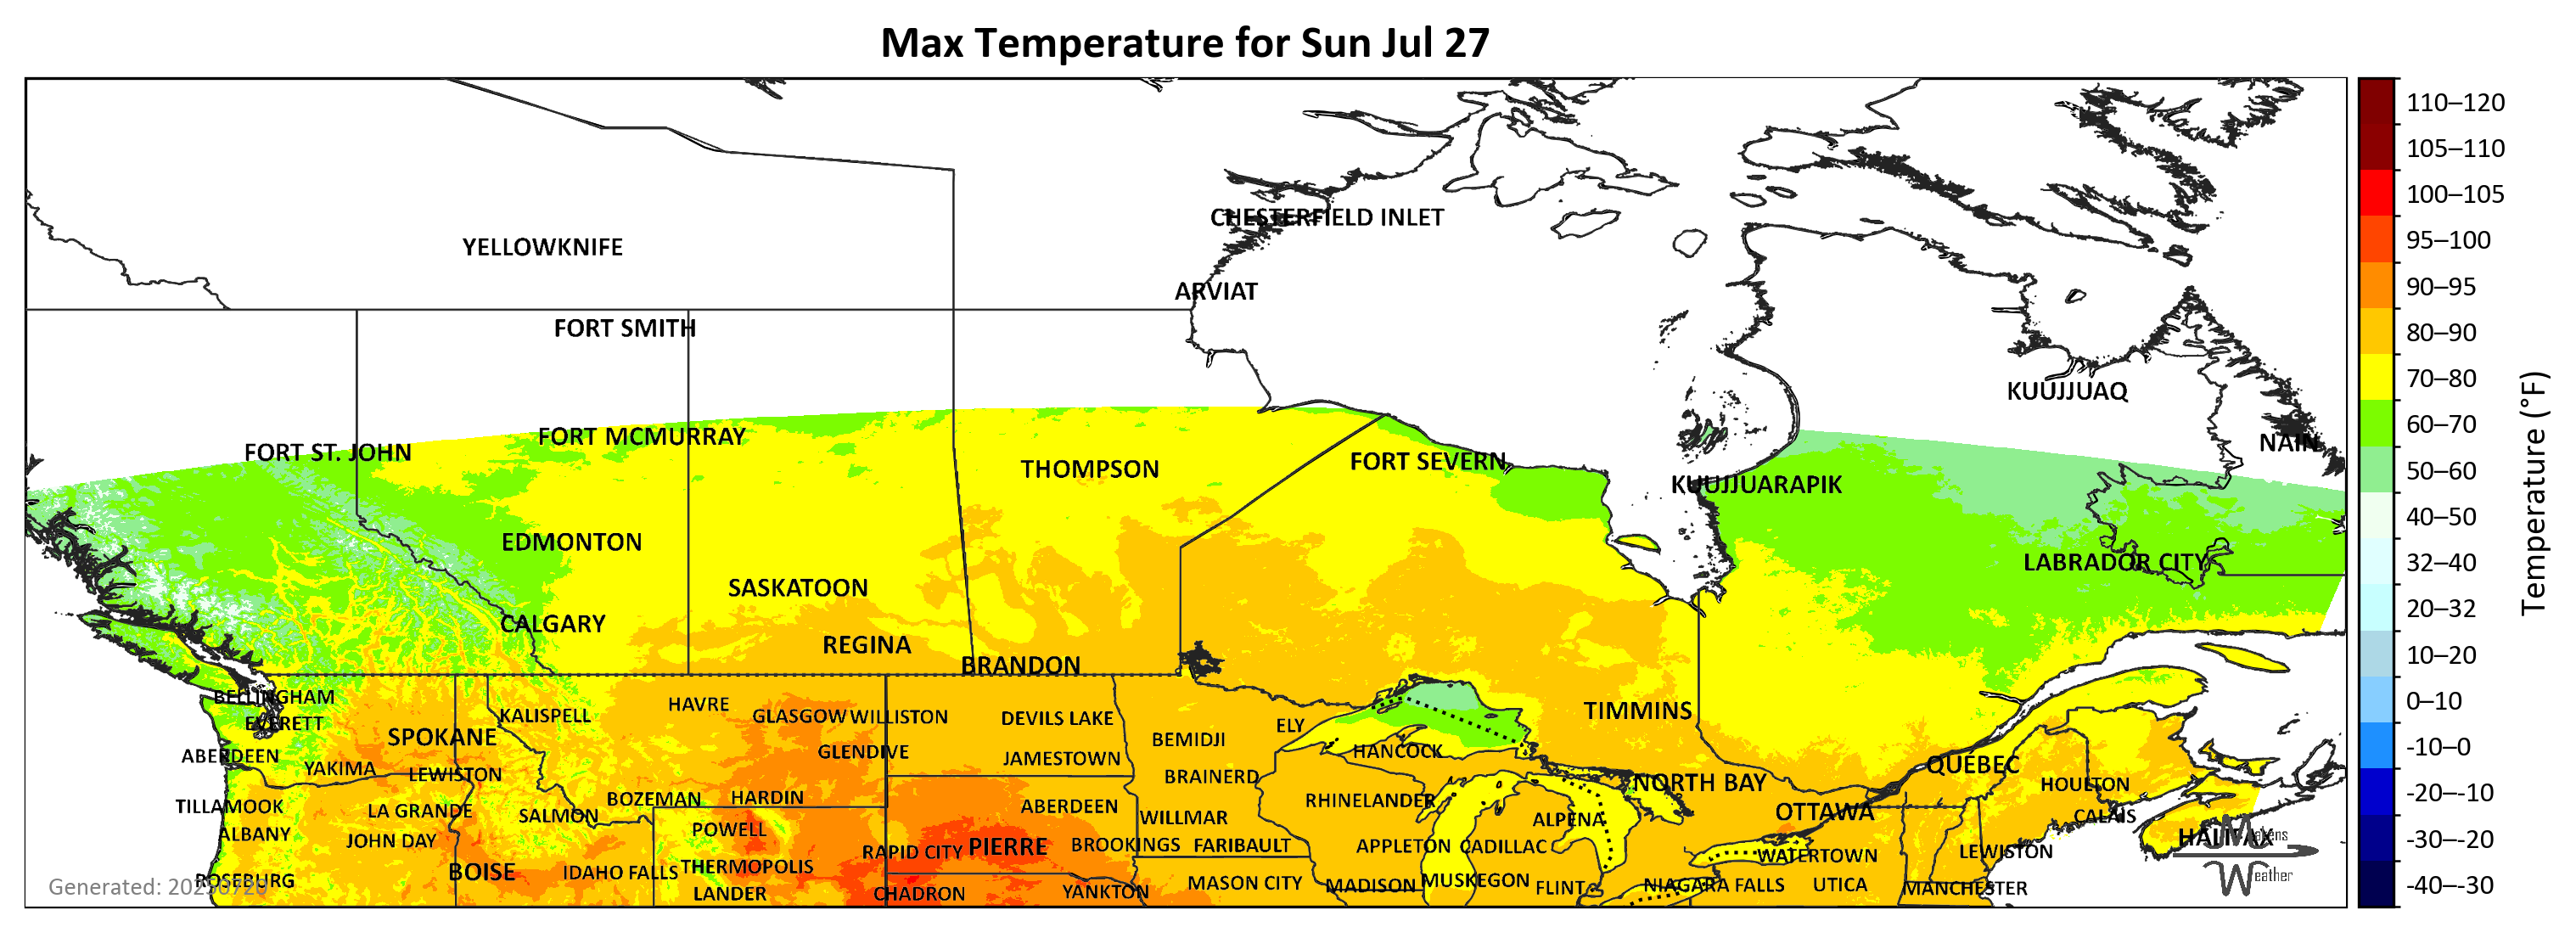 Max Temperature for Sun Jul 27
CHESTERFIELD INLET
YELLOWKNIFE
ARVIAT
FORT SMITH
KUUJJUAQ
FORT MCMURRAY
NAIN
FORT ST. JOHN
FORT SEVERN
THOMPSON
KUUJJUARAPIK
EDMONTON
LABRADOR CITY
SASKATOON
CALGARY
REGINA
BRANDON
BELLINGHAM
HAVRE
TIMMINS
KALISPELL
GLASGOW WILLISTON
DEVILS LAKE
EVERETT
ELY
SPOKANE
BEMIDJI
GLENDIVE
HANCOCK
ABERDEEN
JAMESTOWN
QUÉBEC
YAKIMA
LEWISTON
BRAINERD
NORTH BAY
HOULTON
BOZEMAN
HARDIN
RHINELANDER
TILLAMOOK
LA GRANDE
SALMON
ABERDEEN
WILLMAR
ALPENA
OTTAWA
CALAIS
ALBANY
JOHN DAY
POWELL
RAPID CITY
PIERRE
BROOKINGS
FARIBAULT
APPLETON
CADILLAC
WATERTOWN
LEWISTON
HALIFAX
BOISE
IDAHO FALLS
THERMOPOLIS
ROSEBURG
LANDER
CHADRON
YANKTON
MASON CITY
MADISON
MUSKEGON
FLINT
NIAGARA FALLS
UTICA
MANCHESTER
Weather
110–120
105–110
100–105
95–100
90–95
80–90
70–80
60–70
50–60
40–50
32–40
20–32
10–20
0–10
-10–0
-20–-10
-30–-20
-40–-30
Temperature (°F)